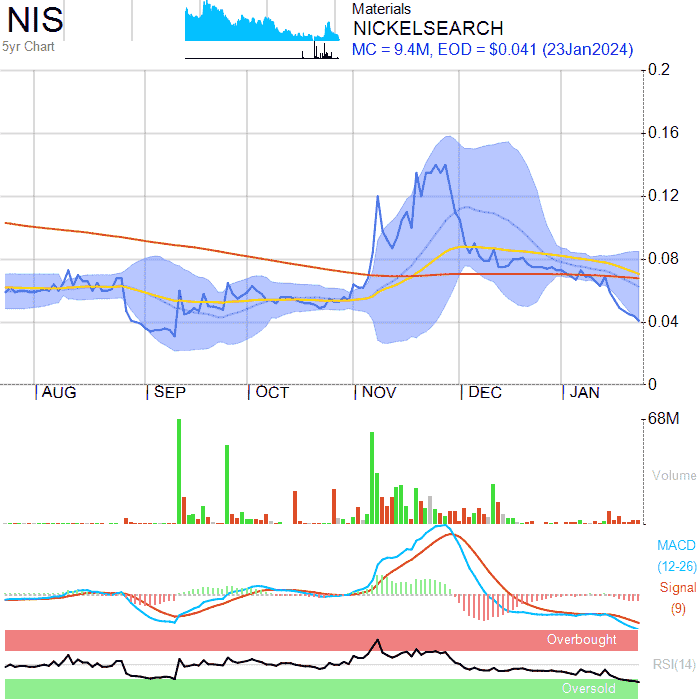 NIS
5yr Chart
Materials
NICKELSEARCH
MC = 9.4M, EOD = $0.041 (23Jan2024)
0.2
0.16
0.12
0.08
0.04
0
AUG SEP OCT NOV DEC JAN
68M
Volume
MACD
(12-26)
Signal
(9)
Overbought
RSI(14)
Oversold